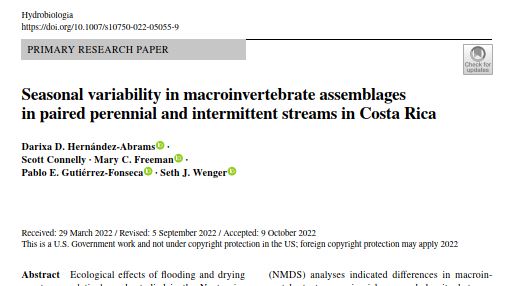 Hydrobiologia
https://doi.org/10.1007/s10750-022-05055-9
PRIMARY RESEARCH PAPER
Check for
updates
Seasonal variability in macroinvertebrate assemblages
in paired perennial and intermittent streams in Costa Rica
Darixa D. Hernández-Abrams ·
Scott Connelly · Mary C. Freeman ·
Pablo E. Gutiérrez-Fonseca · Seth J. Wenger
Received: 29 March 2022 / Revised: 5 September 2022 / Accepted: 9 October 2022
This is a U.S. Government work and not under copyright protection in the US; foreign copyright protection may apply 2022
Abstract Ecological effects of flooding and drying
(NMDS) analyses indicated differences in macroin-